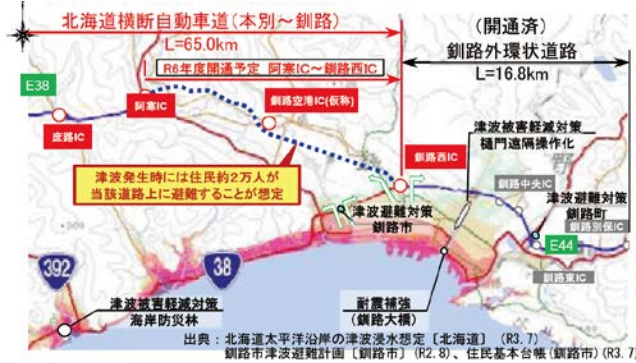 北海道横断自動車道(本別～釧路)
L=65.0km
(開通済)
釧路外環状道路
L=16.8km
R6年度開通予定 阿寒IC～釧路西IC
E38
阿寒IC
釧路空港IC(仮称)
庶路IC
津波被害軽減対策
樋門遠隔操作化
釧路西IC
津波発生時には住民約2万人が
当該道路上に避難することが想定
釧路中央IC
津波避難対策
釧路町
津波避難対策
釧路市
釧路別保IC
E44
392
38
釧路東IC
津波被害軽減対策
海岸防災林
耐震補強
(釧路大橋)
出典：北海道太平洋沿岸の津波浸水想定〔北海道〕(R3.7)
釧路市津波避難計画〔釧路市〕(R2.8)、住民基本台帳(釧路市)(R3.7